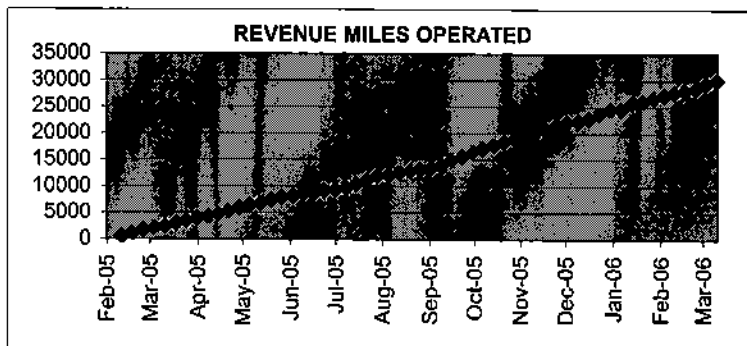 REVENUE MILES OPERATED
35000
30000
25000
20000
15000
10000
5000
0
Feb-05
Mar-05
Apr-05
May-05
Jun-05
Jul-05
Aug-05
Sep-05
Oct-05
Nov-05
Dec-05
Jan-06
Feb-06
Mar-06